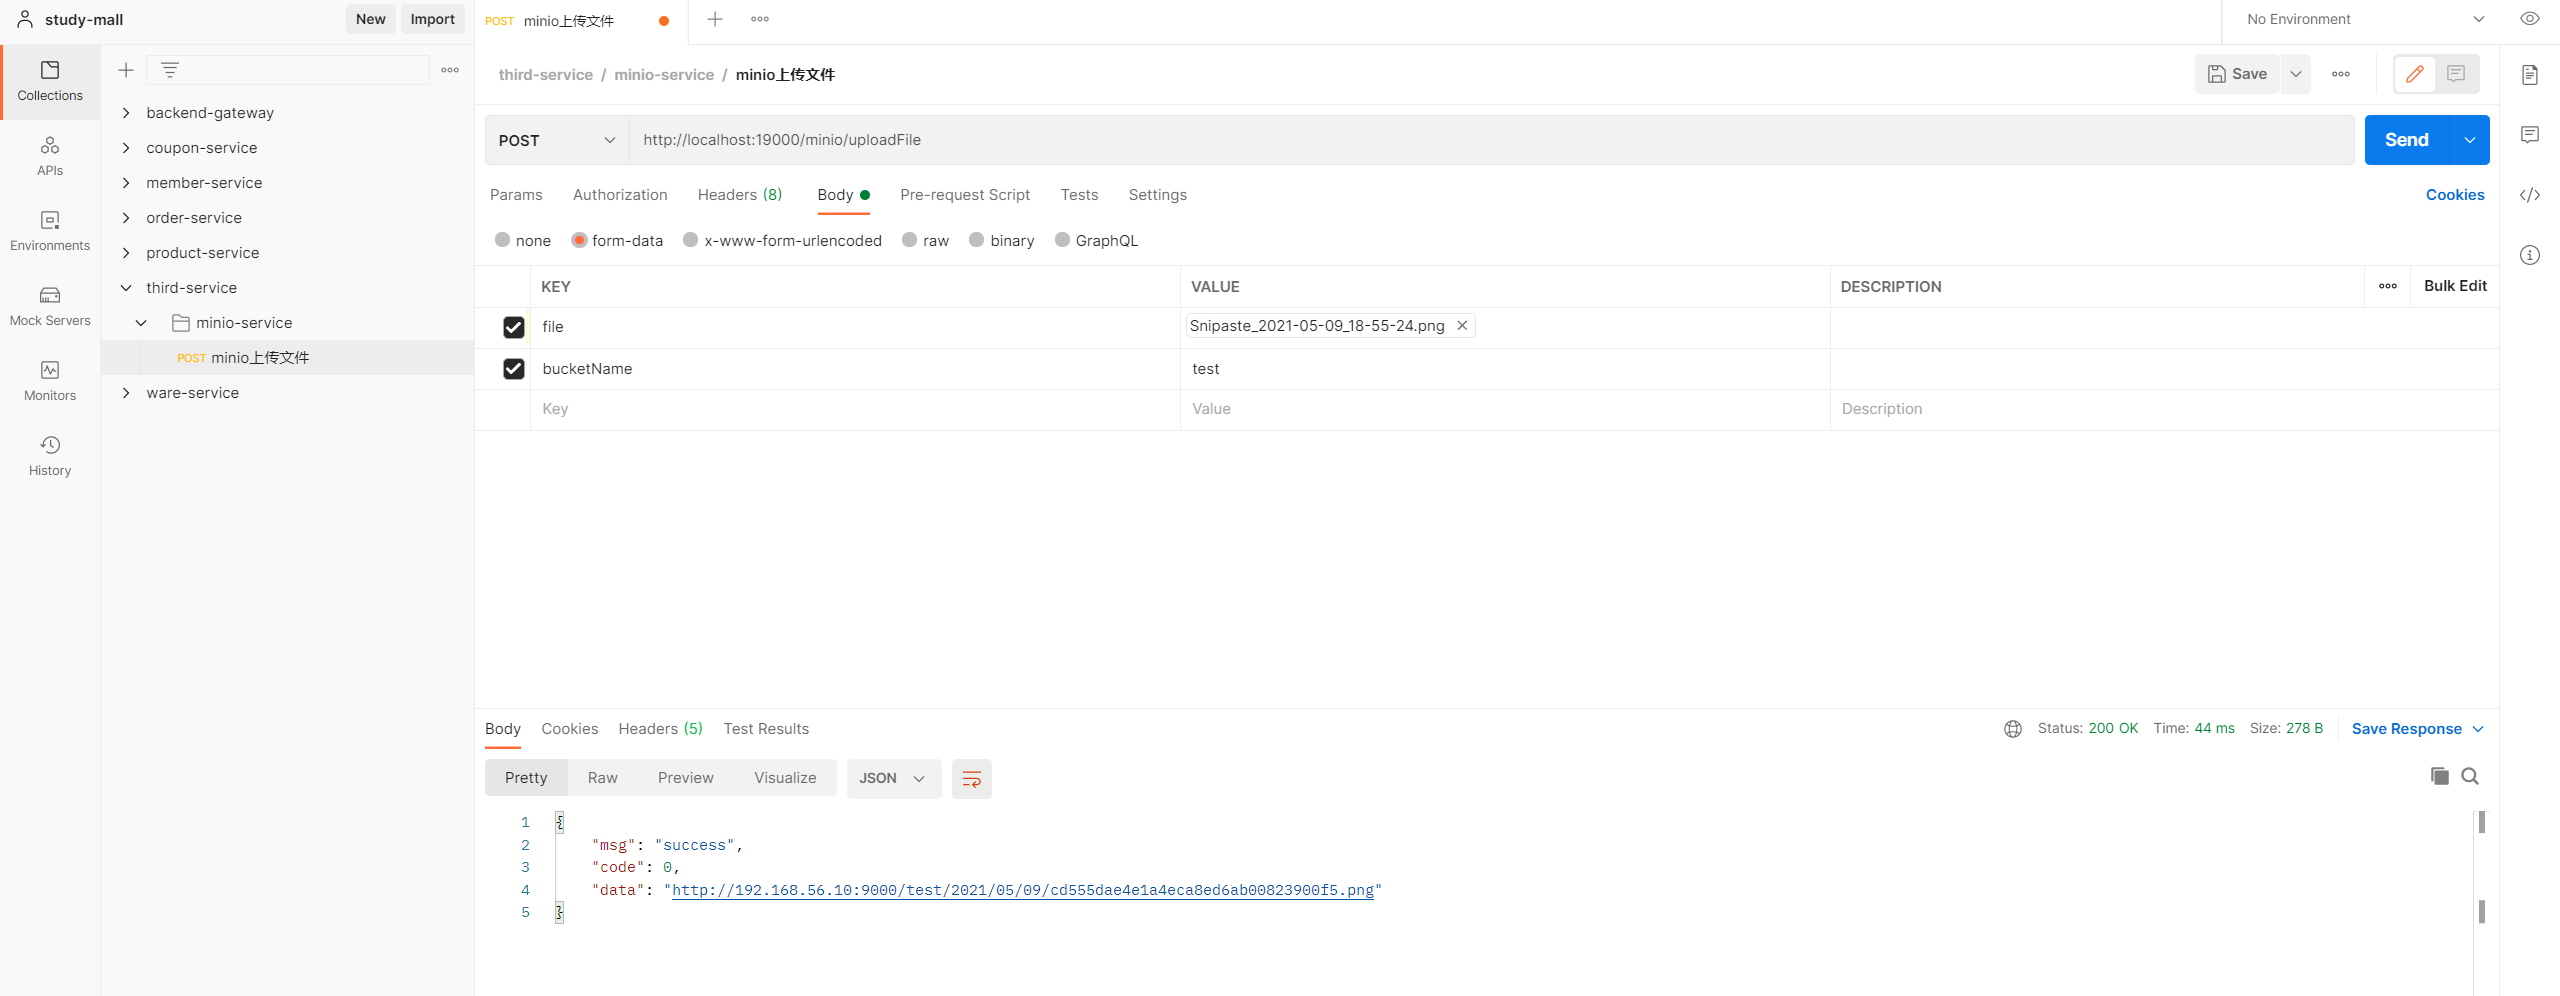 study-mall
New
Import
POST minio上传文件
No Environment
Collections
APIs
Environments
Mock Servers
Monitors
History
backend-gateway
coupon-service
member-service
order-service
product-service
third-service
minio-service
POST minio上传文件
ware-service
third-service / minio-service / minio上传文件
Save
POST
http://localhost:19000/minio/uploadFile
Send
Params Authorization Headers (8) Body Pre-request Script Tests Settings
Cookies
none form-data x-www-form-urlencoded raw binary GraphQL
KEY VALUE DESCRIPTION Bulk Edit
file Snipaste_2021-05-09_18-55-24.png
bucketName test
Key Value Description
Body Cookies Headers (5) Test Results
Status: 200 OK Time: 44 ms Size: 278 B Save Response
Pretty Raw Preview Visualize JSON
1 {
2 "msg": "success",
3 "code": 0,
4 "data": "http://192.168.56.10:9000/test/2021/05/09/cd555dae4e1a4eca8ed6ab00823900f5.png"
5 }